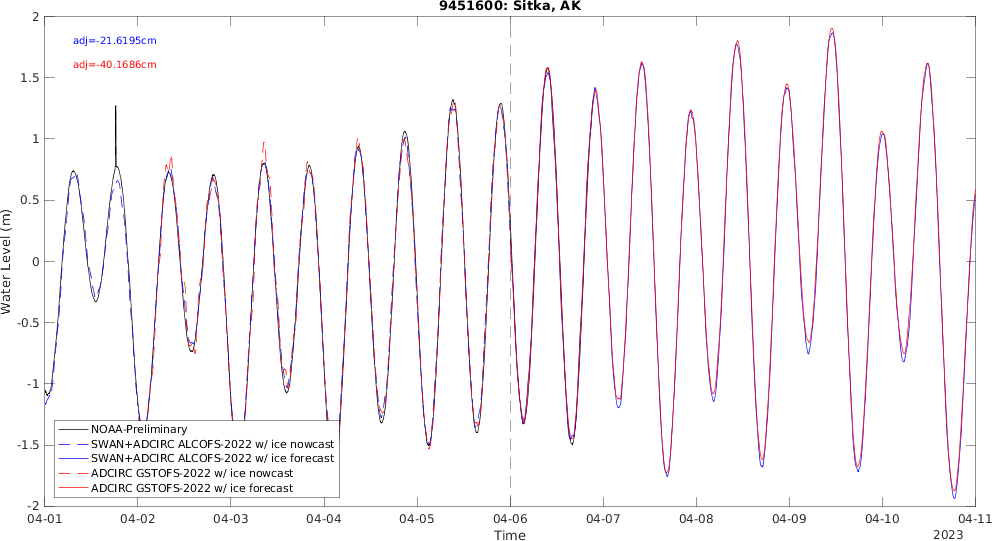 9451600: Sitka, AK
adj=-21.6195cm
adj=-40.1686cm
2
1.5
1
0.5
0
-0.5
-1
-1.5
-2
Water Level (m)
NOAA-Preliminary
SWAN+ADCIRC ALCOFS-2022 w/ ice nowcast
SWAN+ADCIRC ALCOFS-2022 w/ ice forecast
ADCIRC GSTOFS-2022 w/ ice nowcast
ADCIRC GSTOFS-2022 w/ ice forecast
04-01 04-02 04-03 04-04 04-05 04-06 04-07 04-08 04-09 04-10 04-11
Time
2023